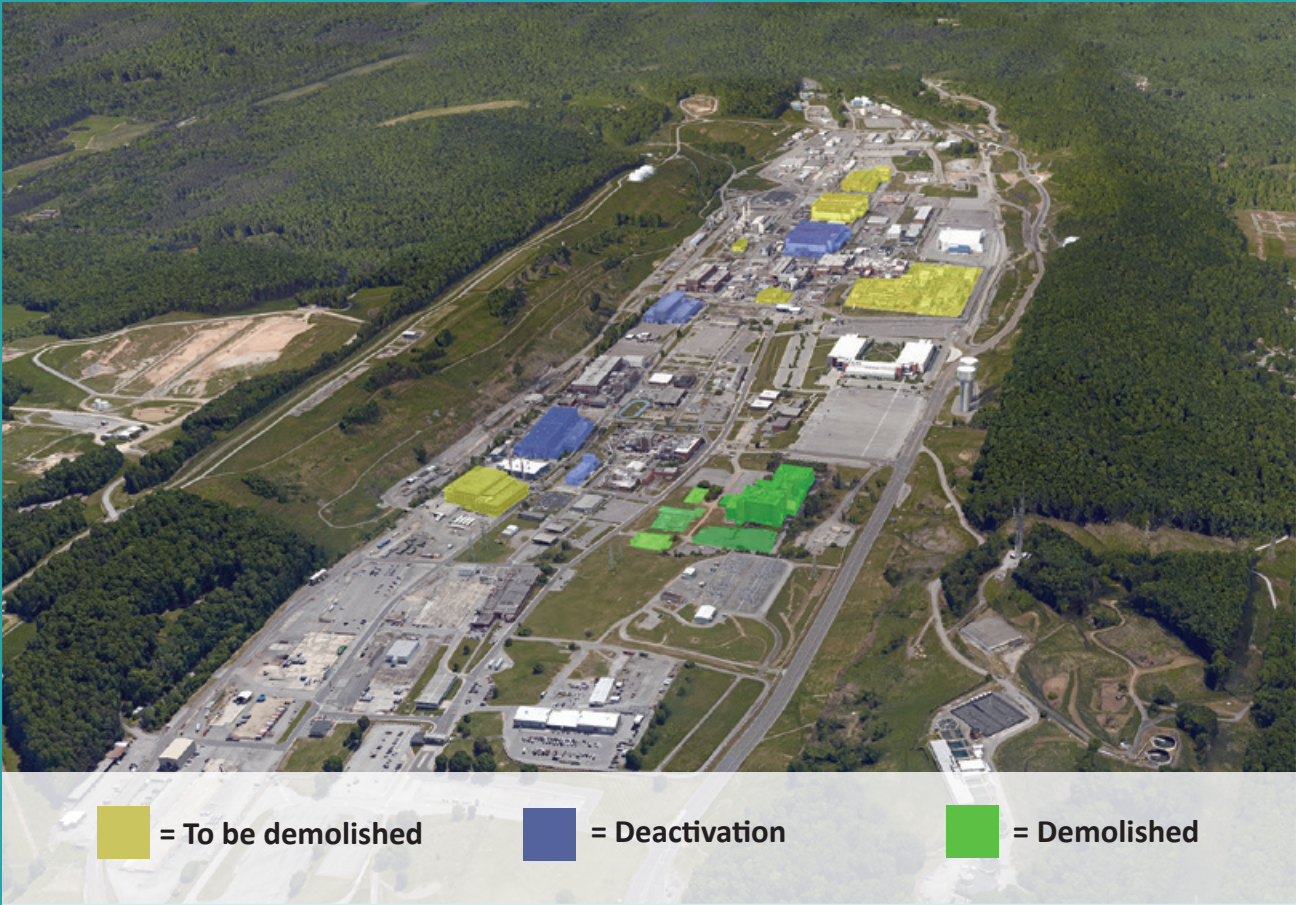 = To be demolished
= Deactivation
= Demolished